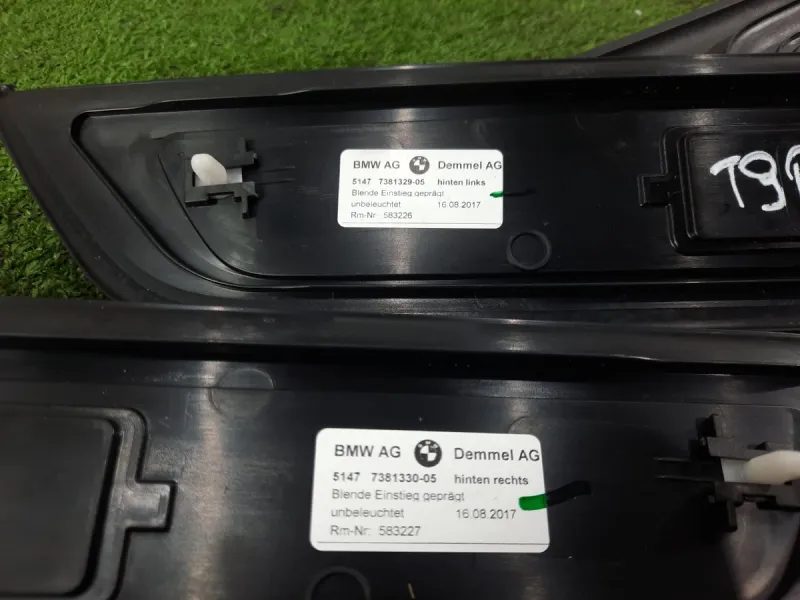 BMW AG Demmel AG
5147 7381329-05 hinten links
Blende Einstieg geprägt
unbeleuchtet 16.08.2017
Rm-Nr: 583226
BMW AG Demmel AG
5147 7381330-05 hinten rechts
Blende Einstieg geprägt
unbeleuchtet 16.08.2017
Rm-Nr: 583227